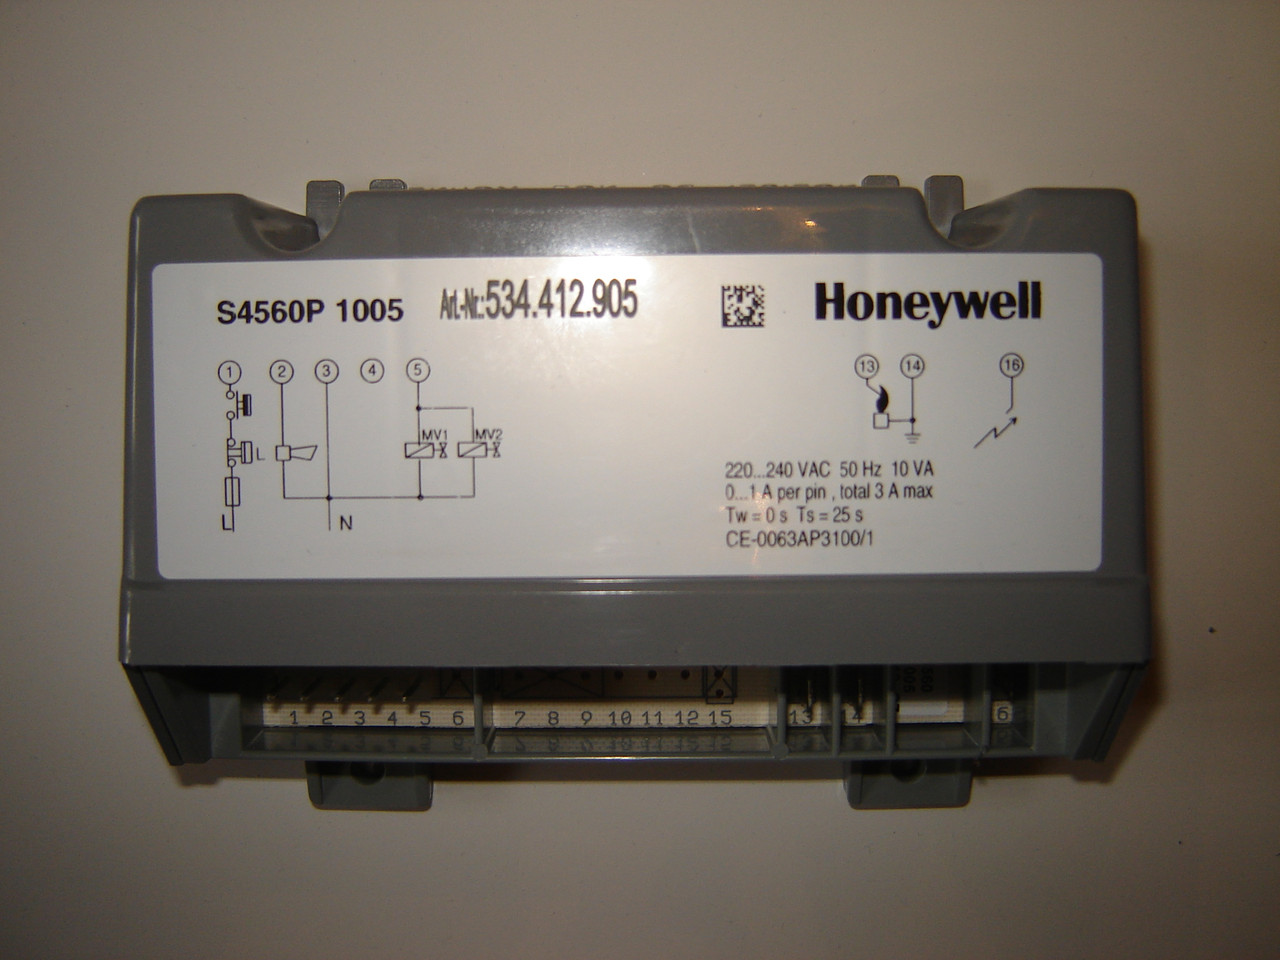 S4560P 1005 Art.-Nr.:534.412.905 Honeywell
1 2 3 4 5 13 14 16
MV1 MV2
L
L N
220...240 VAC 50 Hz 10 VA
0...1 A per pin , total 3 A max
Tw = 0 s Ts = 25 s
CE-0063AP3100/1
1 2 3 4 5 6 7 8 9 10 11 12 15 13 14 6